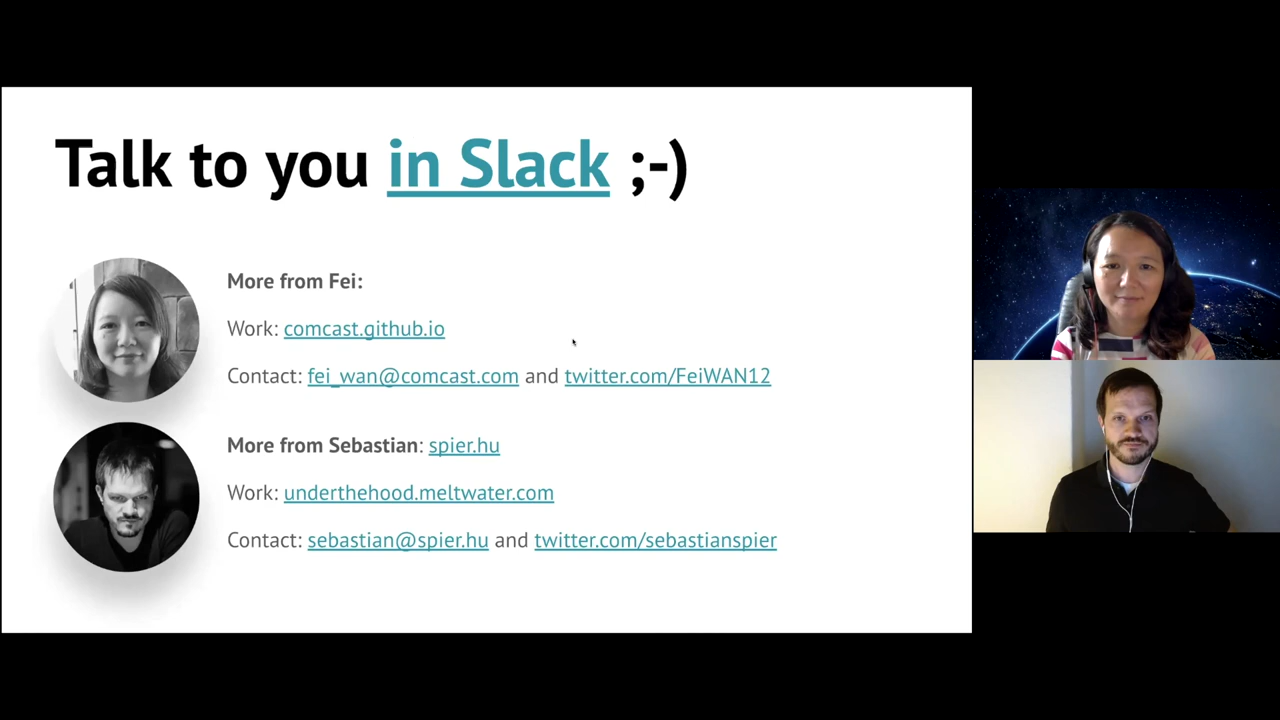 Talk to you in Slack ;-)
More from Fei:
Work: comcast.github.io
Contact: fei_wan@comcast.com and twitter.com/FeiWAN12
More from Sebastian: spier.hu
Work: underthehood.meltwater.com
Contact: sebastian@spier.hu and twitter.com/sebastianspier